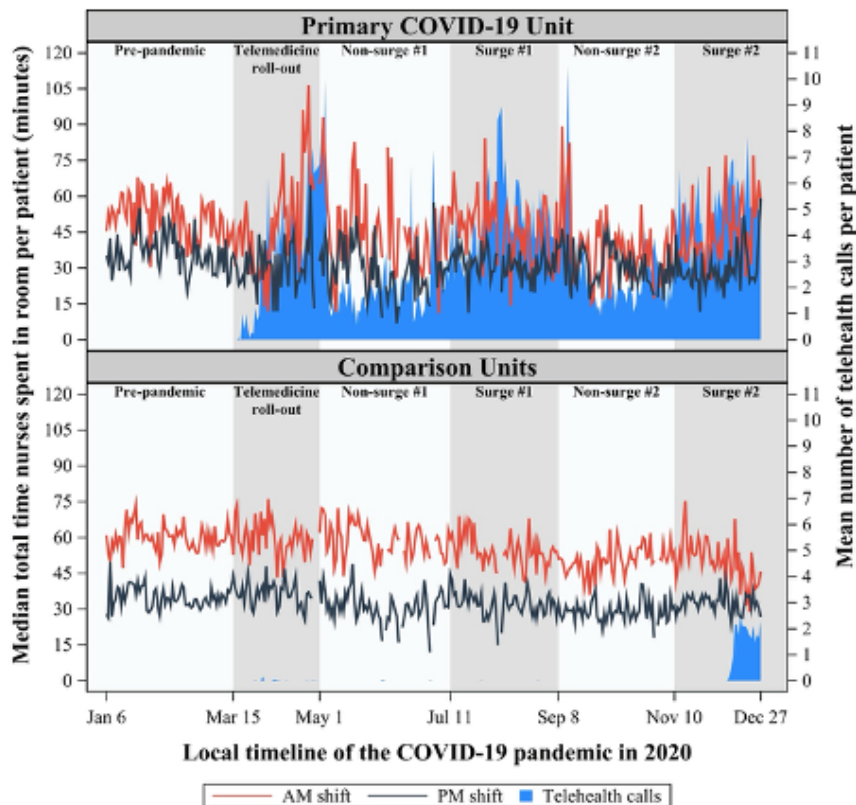 Primary COVID-19 Unit
Pre-pandemic Telemedicine roll-out Non-surge #1 Surge #1 Non-surge #2 Surge #2
120 11
105 10
90 9
75 8
60 7
45 6
30 5
15 4
0 3
2
1
0
Comparison Units
Pre-pandemic Telemedicine roll-out Non-surge #1 Surge #1 Non-surge #2 Surge #2
120 11
105 10
90 9
75 8
60 7
45 6
30 5
15 4
0 3
2
1
0
Median total time nurses spent in room per patient (minutes)
Mean number of telehealth calls per patient
Jan 6 Mar 15 May 1 Jul 11 Sep 8 Nov 10 Dec 27
Local timeline of the COVID-19 pandemic in 2020
AM shift PM shift Telehealth calls